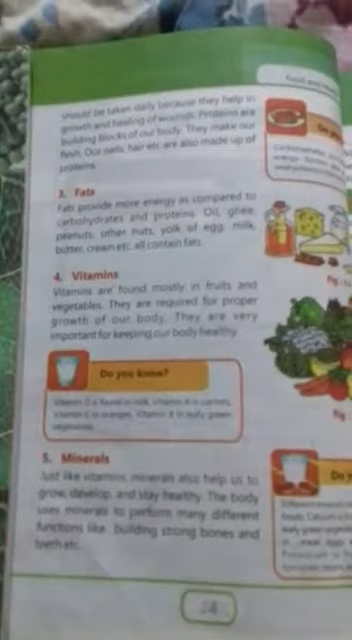 should be taken daily because they help in
growth and healing of wounds. Proteins are
building blocks of our body. They make our
flesh. Our nails, hair etc are also made up of
proteins.
3. Fats
Fats provide more energy as compared to
carbohydrates and proteins. Oil, ghee,
peanuts, other nuts, yolk of egg, milk,
butter, cream etc. all contain fats.
4. Vitamins
Vitamins are found mostly in fruits and
vegetables. They are required for proper
growth of our body. They are very
important for keeping our body healthy.
Do you know?
Vitamin D is found in milk, Vitamin A in carrots,
Vitamin C in oranges, Vitamin K in leafy green
vegetables.
5. Minerals
Just like vitamins, minerals also help us to
grow, develop, and stay healthy. The body
uses minerals to perform many different
functions like building strong bones and
teeth etc.
Food and
Fig
Fig
Do